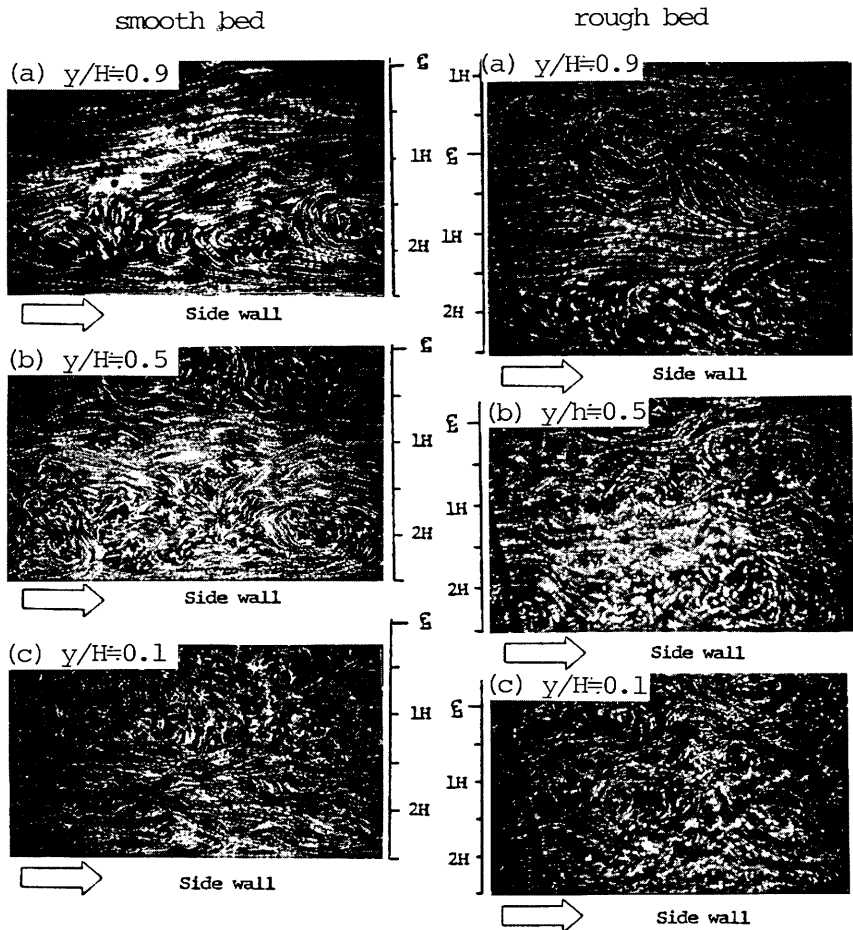 smooth bed
(a) y/H≒0.9
℄
1H
2H
Side wall
(b) y/H≒0.5
℄
1H
2H
Side wall
(c) y/H≒0.1
℄
1H
2H
Side wall
rough bed
(a) y/H≒0.9
1H
℄
1H
2H
Side wall
(b) y/h≒0.5
℄
1H
2H
Side wall
(c) y/H≒0.1
℄
1H
2H
Side wall